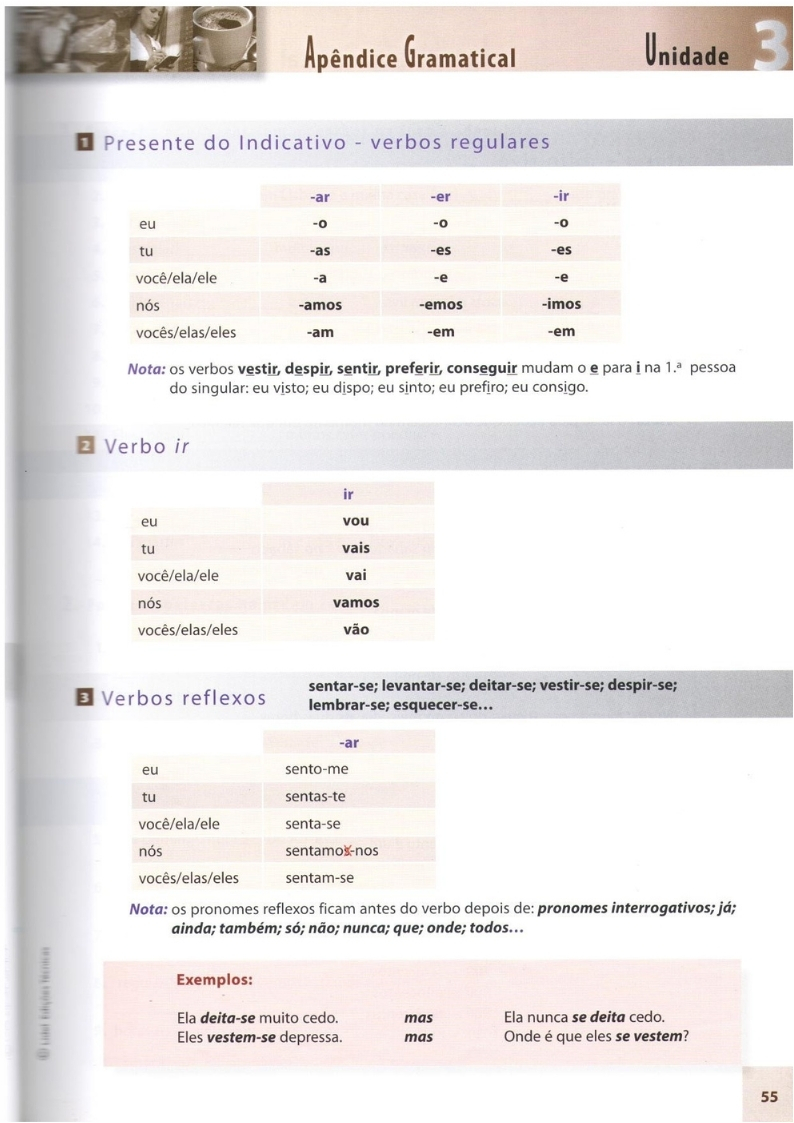 Apêndice Gramatical Unidade 3
1 Presente do Indicativo - verbos regulares
-ar -er -ir
eu -o -o -o
tu -as -es -es
você/ela/ele -a -e -e
nós -amos -emos -imos
vocês/elas/eles -am -em -em
Nota: os verbos vestir, despir, sentir, preferir, conseguir mudam o e para i na 1.ª pessoa
do singular: eu visto; eu dispo; eu sinto; eu prefiro; eu consigo.
2 Verbo ir
ir
eu vou
tu vais
você/ela/ele vai
nós vamos
vocês/elas/eles vão
3 Verbos reflexos
sentar-se; levantar-se; deitar-se; vestir-se; despir-se;
lembrar-se; esquecer-se...
-ar
eu sento-me
tu sentas-te
você/ela/ele senta-se
nós sentamos-nos
vocês/elas/eles sentam-se
Nota: os pronomes reflexos ficam antes do verbo depois de: pronomes interrogativos; já;
ainda; também; só; não; nunca; que; onde; todos...
Exemplos:
Ela deita-se muito cedo. mas Ela nunca se deita cedo.
Eles vestem-se depressa. mas Onde é que eles se vestem?
© Lidel Edições Técnicas
55